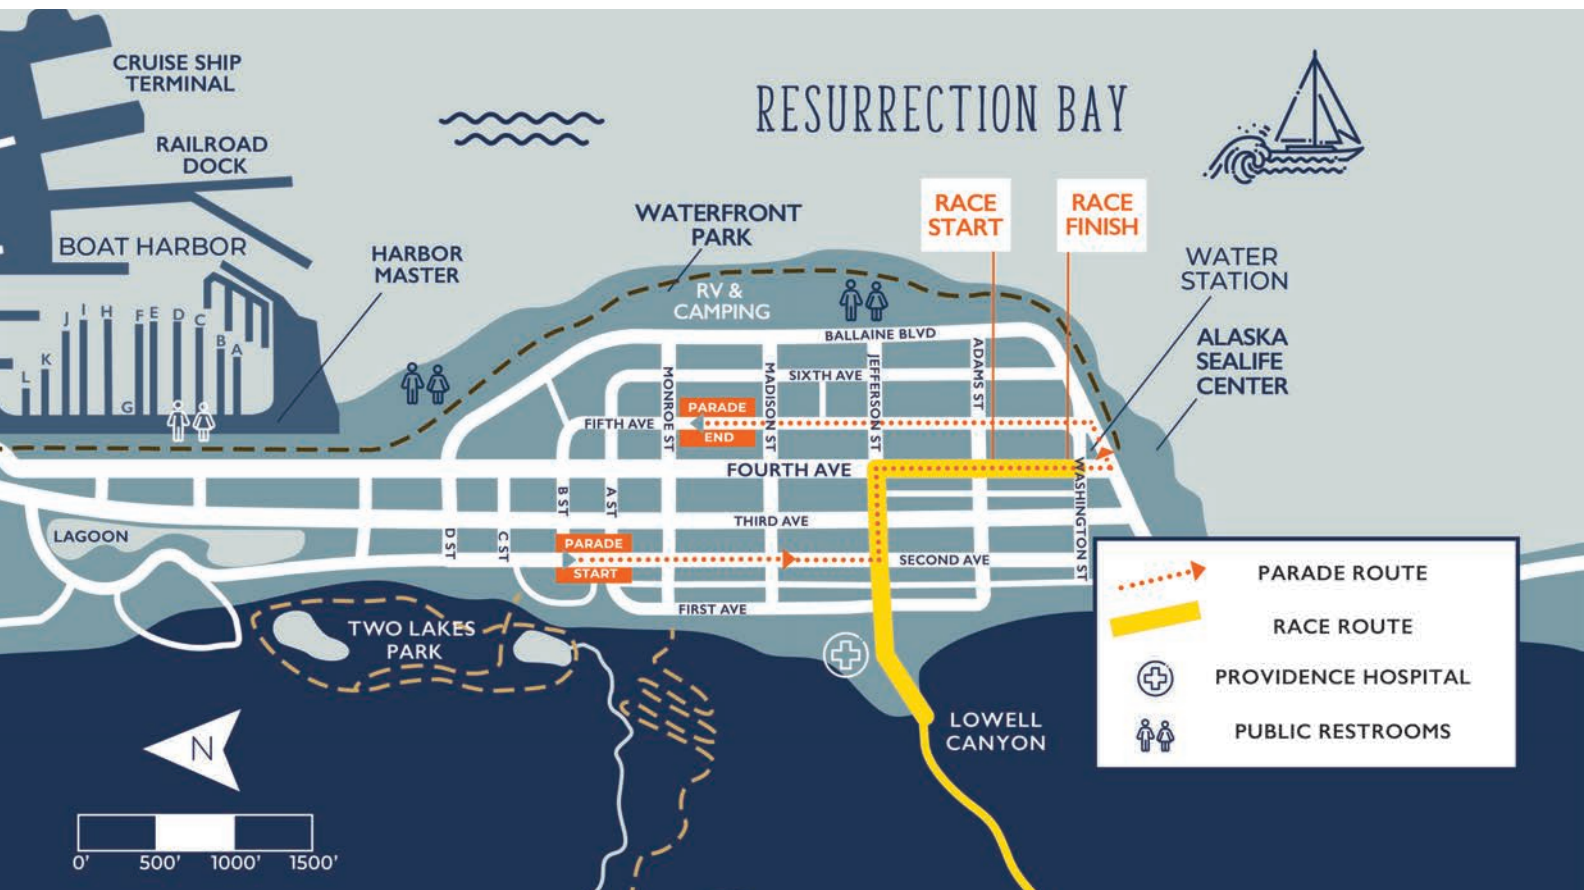 CRUISE SHIP
TERMINAL
RAILROAD
DOCK
BOAT HARBOR
HARBOR
MASTER
L
K
J
I
H
G
F
E
D
C
B
A
RESURRECTION BAY
WATERFRONT
PARK
RV &
CAMPING
RACE
START
RACE
FINISH
WATER
STATION
ALASKA
SEALIFE
CENTER
BALLAINE BLVD
SIXTH AVE
FIFTH AVE
FOURTH AVE
THIRD AVE
SECOND AVE
FIRST AVE
MONROE ST
MADISON ST
JEFFERSON ST
ADAMS ST
WASHINGTON ST
D ST
C ST
B ST
A ST
PARADE
END
PARADE
START
LAGOON
TWO LAKES
PARK
LOWELL
CANYON
N
0' 500' 1000' 1500'
PARADE ROUTE
RACE ROUTE
PROVIDENCE HOSPITAL
PUBLIC RESTROOMS